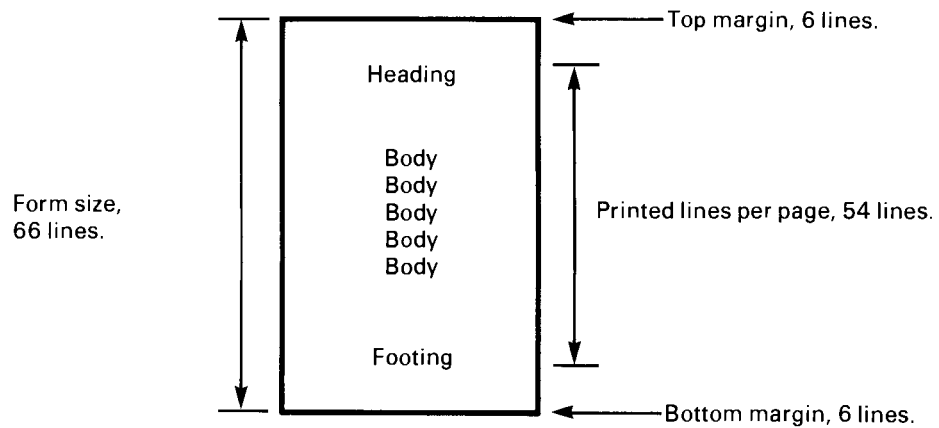 Top margin, 6 lines.
Heading
Body
Body
Body
Body
Body
Form size,
66 lines.
Printed lines per page, 54 lines.
Footing
Bottom margin, 6 lines.